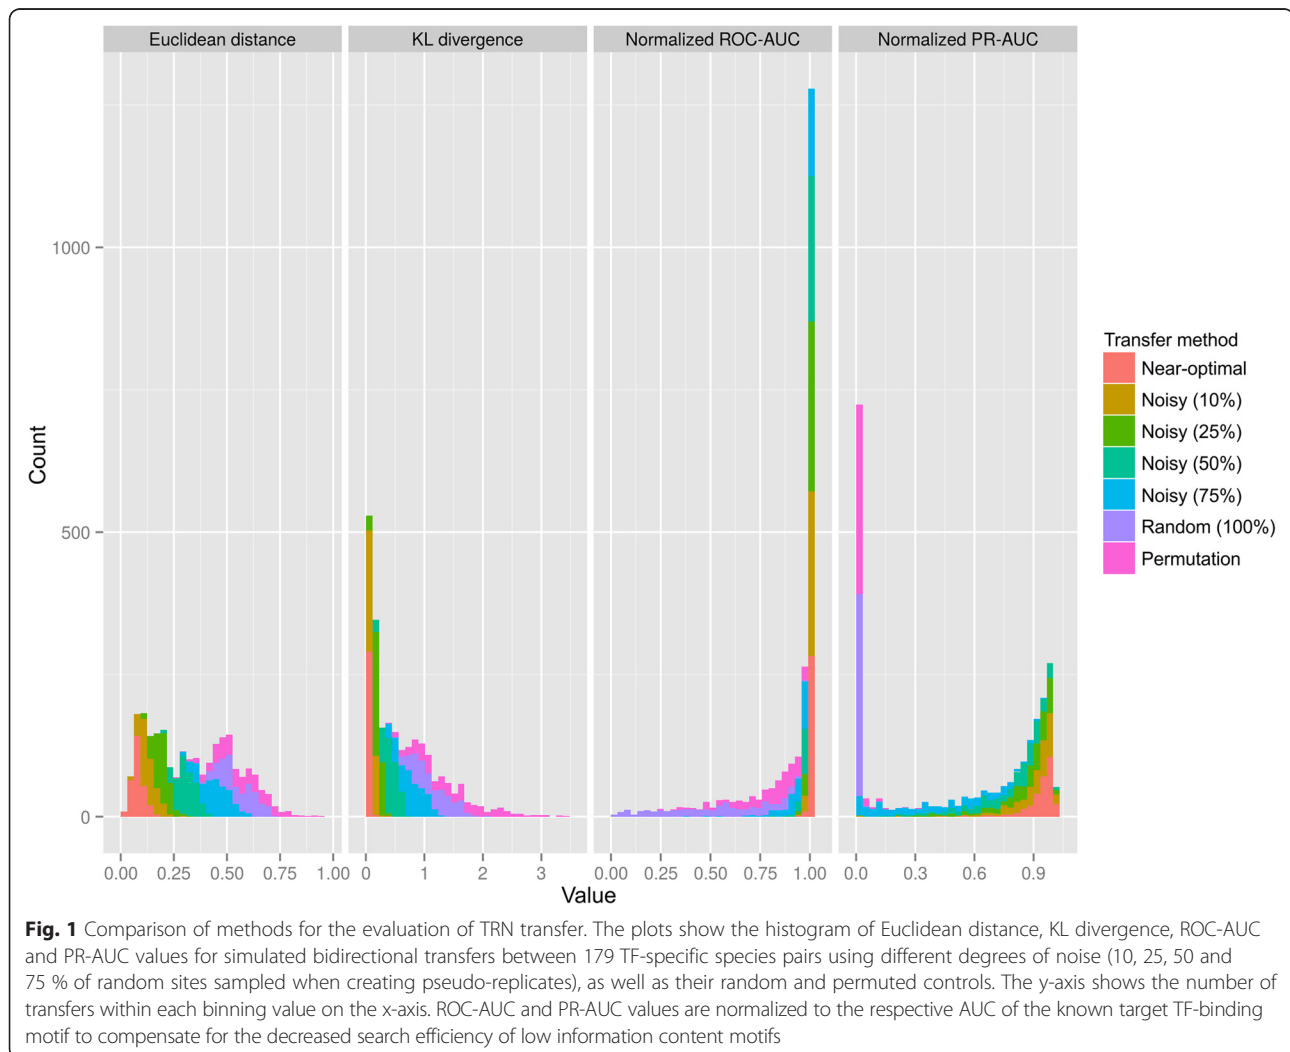 Euclidean distance
KL divergence
Normalized ROC-AUC
Normalized PR-AUC
Count
1000
500
0
0.00 0.25 0.50 0.75 1.00
0 1 2 3
0.00 0.25 0.50 0.75 1.00
0.0 0.3 0.6 0.9
Value
Transfer method
Near-optimal
Noisy (10%)
Noisy (25%)
Noisy (50%)
Noisy (75%)
Random (100%)
Permutation
Fig. 1 Comparison of methods for the evaluation of TRN transfer. The plots show the histogram of Euclidean distance, KL divergence, ROC-AUC
and PR-AUC values for simulated bidirectional transfers between 179 TF-specific species pairs using different degrees of noise (10, 25, 50 and
75 % of random sites sampled when creating pseudo-replicates), as well as their random and permuted controls. The y-axis shows the number of
transfers within each binning value on the x-axis. ROC-AUC and PR-AUC values are normalized to the respective AUC of the known target TF-binding
motif to compensate for the decreased search efficiency of low information content motifs